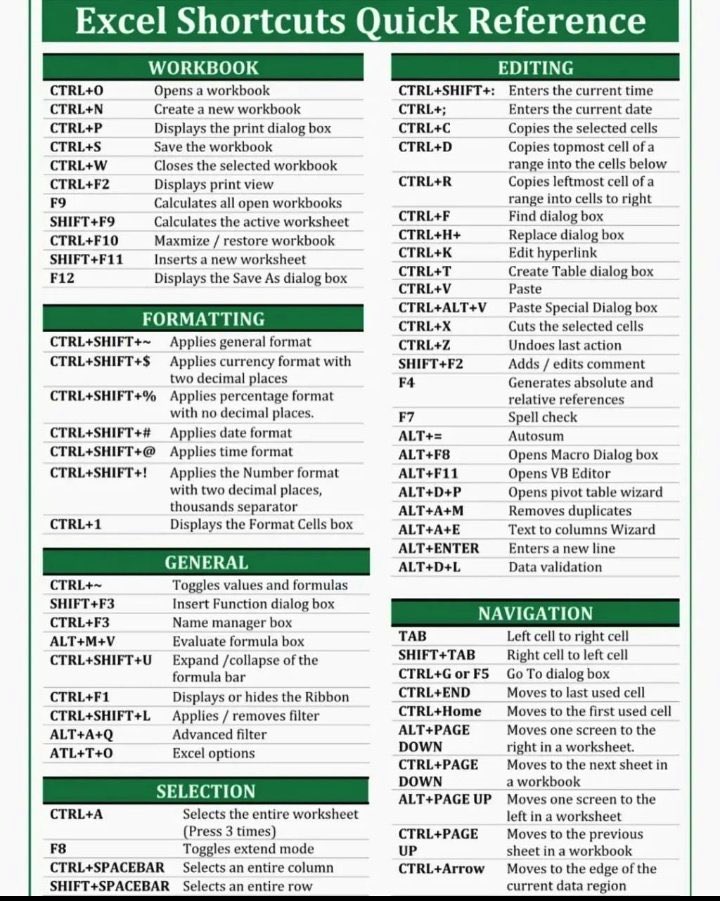 Excel Shortcuts Quick Reference
WORKBOOK
CTRL+O Opens a workbook
CTRL+N Create a new workbook
CTRL+P Displays the print dialog box
CTRL+S Save the workbook
CTRL+W Closes the selected workbook
CTRL+F2 Displays print view
F9 Calculates all open workbooks
SHIFT+F9 Calculates the active worksheet
CTRL+F10 Maxmize / restore workbook
SHIFT+F11 Inserts a new worksheet
F12 Displays the Save As dialog box
FORMATTING
CTRL+SHIFT+~ Applies general format
CTRL+SHIFT+$ Applies currency format with
two decimal places
CTRL+SHIFT+% Applies percentage format
with no decimal places.
CTRL+SHIFT+# Applies date format
CTRL+SHIFT+@ Applies time format
CTRL+SHIFT+! Applies the Number format
with two decimal places,
thousands separator
CTRL+1 Displays the Format Cells box
GENERAL
CTRL+~ Toggles values and formulas
SHIFT+F3 Insert Function dialog box
CTRL+F3 Name manager box
ALT+M+V Evaluate formula box
CTRL+SHIFT+U Expand /collapse of the
formula bar
CTRL+F1 Displays or hides the Ribbon
CTRL+SHIFT+L Applies / removes filter
ALT+A+Q Advanced filter
ATL+T+O Excel options
SELECTION
CTRL+A Selects the entire worksheet
(Press 3 times)
F8 Toggles extend mode
CTRL+SPACEBAR Selects an entire column
SHIFT+SPACEBAR Selects an entire row
EDITING
CTRL+SHIFT+: Enters the current time
CTRL+; Enters the current date
CTRL+C Copies the selected cells
CTRL+D Copies topmost cell of a
range into the cells below
CTRL+R Copies leftmost cell of a
range into cells to right
CTRL+F Find dialog box
CTRL+H+ Replace dialog box
CTRL+K Edit hyperlink
CTRL+T Create Table dialog box
CTRL+V Paste
CTRL+ALT+V Paste Special Dialog box
CTRL+X Cuts the selected cells
CTRL+Z Undoes last action
SHIFT+F2 Adds / edits comment
F4 Generates absolute and
relative references
F7 Spell check
ALT+= Autosum
ALT+F8 Opens Macro Dialog box
ALT+F11 Opens VB Editor
ALT+D+P Opens pivot table wizard
ALT+A+M Removes duplicates
ALT+A+E Text to columns Wizard
ALT+ENTER Enters a new line
ALT+D+L Data validation
NAVIGATION
TAB Left cell to right cell
SHIFT+TAB Right cell to left cell
CTRL+G or F5 Go To dialog box
CTRL+END Moves to last used cell
CTRL+Home Moves to the first used cell
ALT+PAGE Moves one screen to the
DOWN right in a worksheet.
CTRL+PAGE Moves to the next sheet in
DOWN a workbook
ALT+PAGE UP Moves one screen to the
left in a worksheet
CTRL+PAGE Moves to the previous
UP sheet in a workbook
CTRL+Arrow Moves to the edge of the
current data region